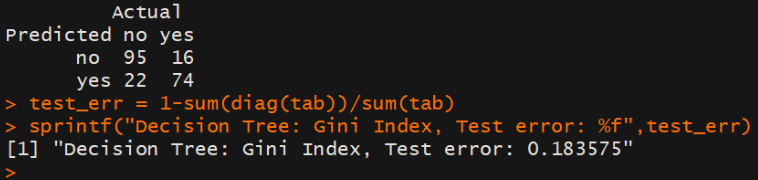 Actual
Predicted no yes
no 95 16
yes 22 74
> test_err = 1-sum(diag(tab))/sum(tab)
> sprintf("Decision Tree: Gini Index, Test error: %f",test_err)
[1] "Decision Tree: Gini Index, Test error: 0.183575"
>